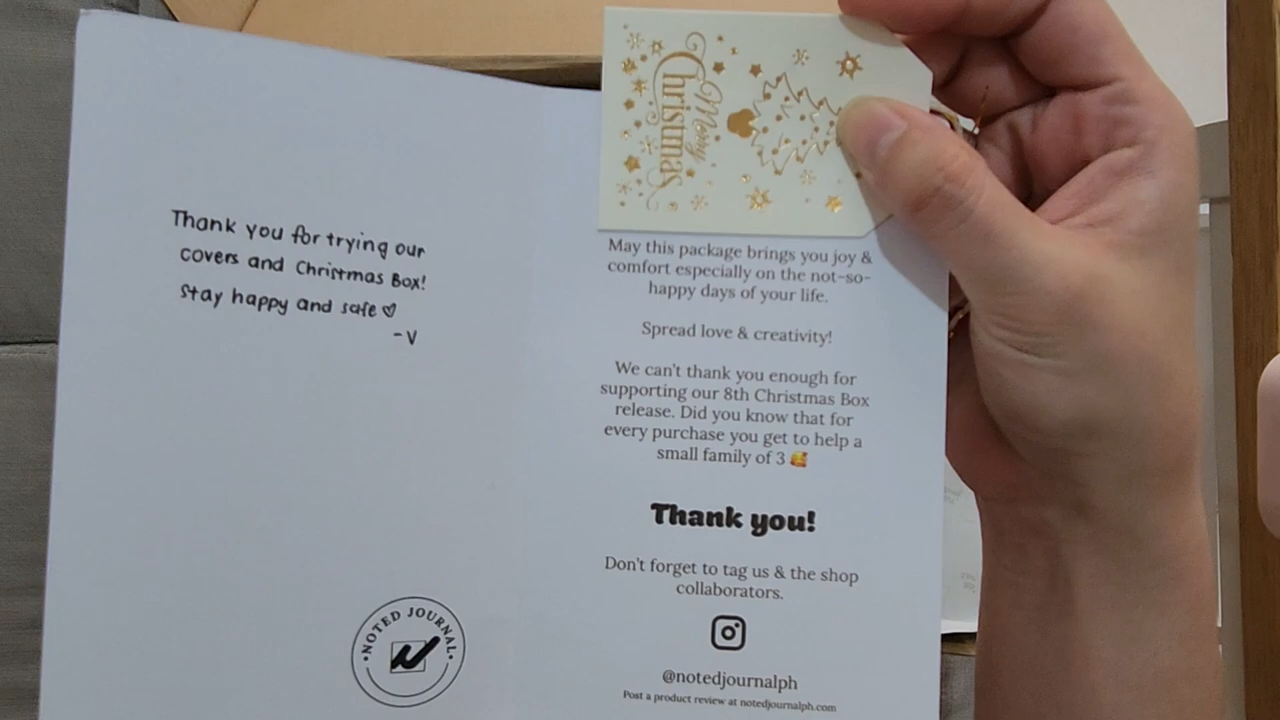 Merry
Christmas
Thank you for trying our
covers and Christmas Box!
Stay happy and safe ♡
-V
• NOTED JOURNAL •
May this package brings you joy &
comfort especially on the not-so-
happy days of your life.
Spread love & creativity!
We can't thank you enough for
supporting our 8th Christmas Box
release. Did you know that for
every purchase you get to help a
small family of 3 🥰
Thank you!
Don't forget to tag us & the shop
collaborators.
@notedjournalph
Post a product review at notedjournalph.com